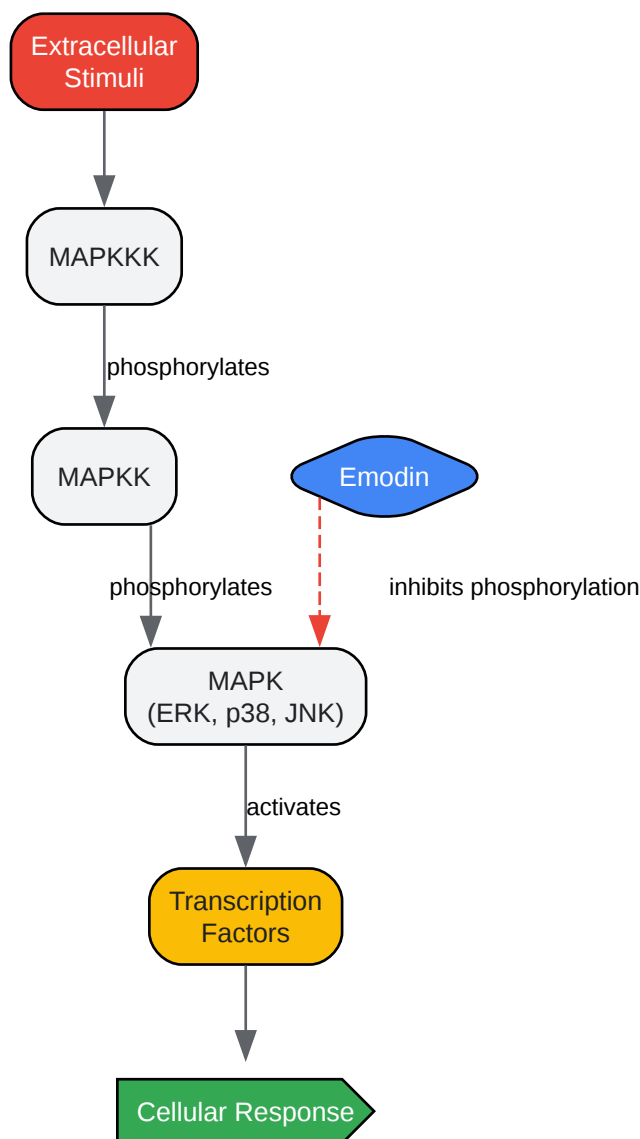 Extracellular
Stimuli
MAPKKK
phosphorylates
MAPKK
Emodin
phosphorylates
inhibits phosphorylation
MAPK
(ERK, p38, JNK)
activates
Transcription
Factors
Cellular Response